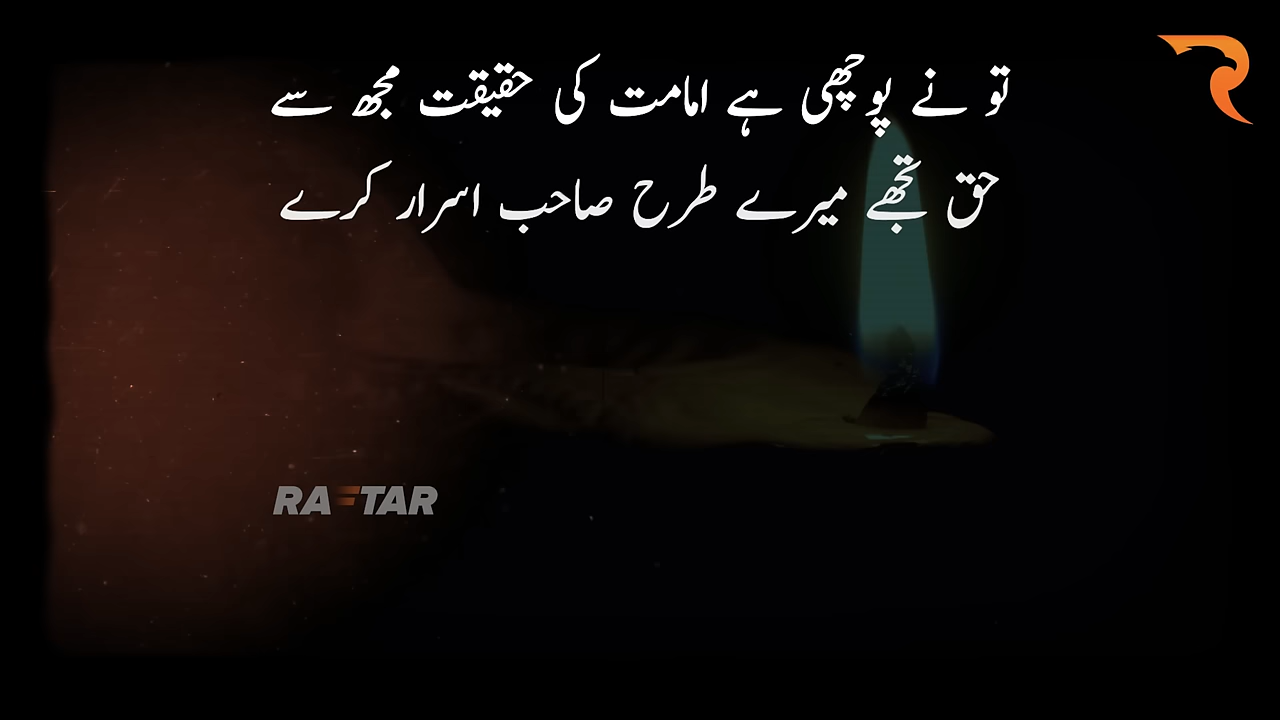 تو نے پوچھی ہے امامت کی حقیقت مجھ سے
حق تجھے میرے طرح صاحب اسرار کرے
RAFTAR